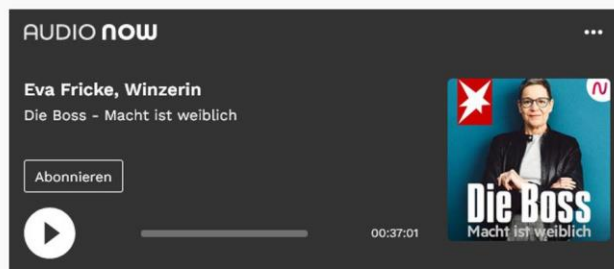 AUDIO NOW
Eva Fricke, Winzerin
Die Boss - Macht ist weiblich
Abonnieren
00:37:01
Die Boss
Macht ist weiblich